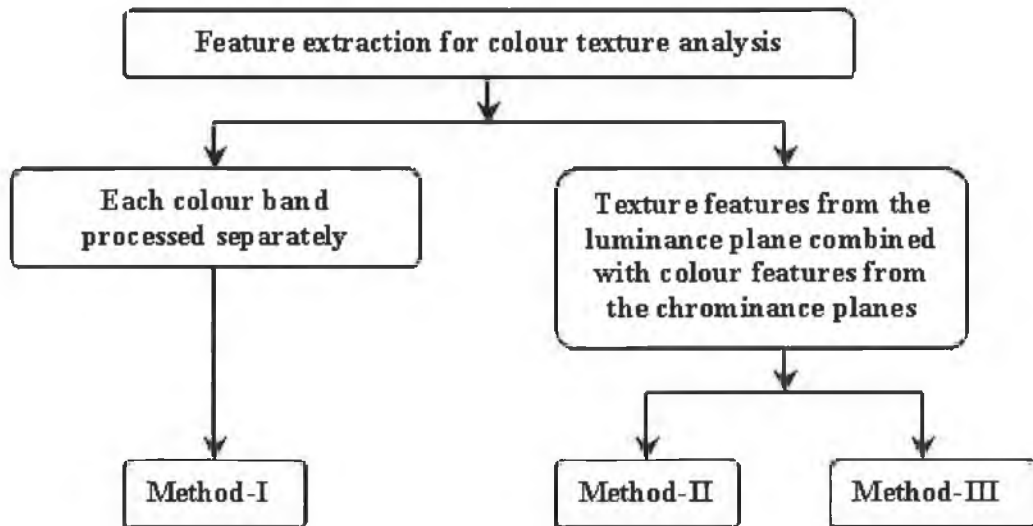 Feature extraction for colour texture analysis
Each colour band
processed separately
Texture features from the
luminance plane combined
with colour features from
the chrominance planes
Method-I
Method-II
Method-III